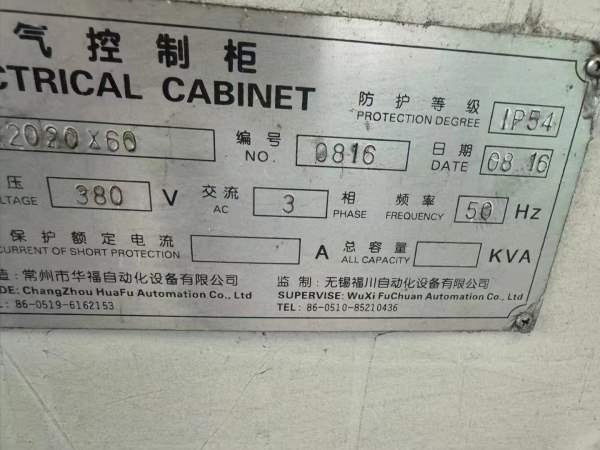 气控制柜
CTRICAL CABINET
防护等级 IP54
PROTECTION DEGREE
2020X60 编号 0816 日期 08.16
NO. DATE
压 380 V 交流 3 相 频率 50 Hz
LTAGE AC PHASE FREQUENCY
保护额定电流 A 总容量 KVA
CURRENT OF SHORT PROTECTION ALL CAPACITY
造：常州市华福自动化设备有限公司 监 制：无锡福川自动化设备有限公司
DE: ChangZhou HuaFu Automation Co., Ltd SUPERVISE: WuXi FuChuan Automation Co., Ltd
L: 86-0519-6162153 TEL: 86-0510-85210436